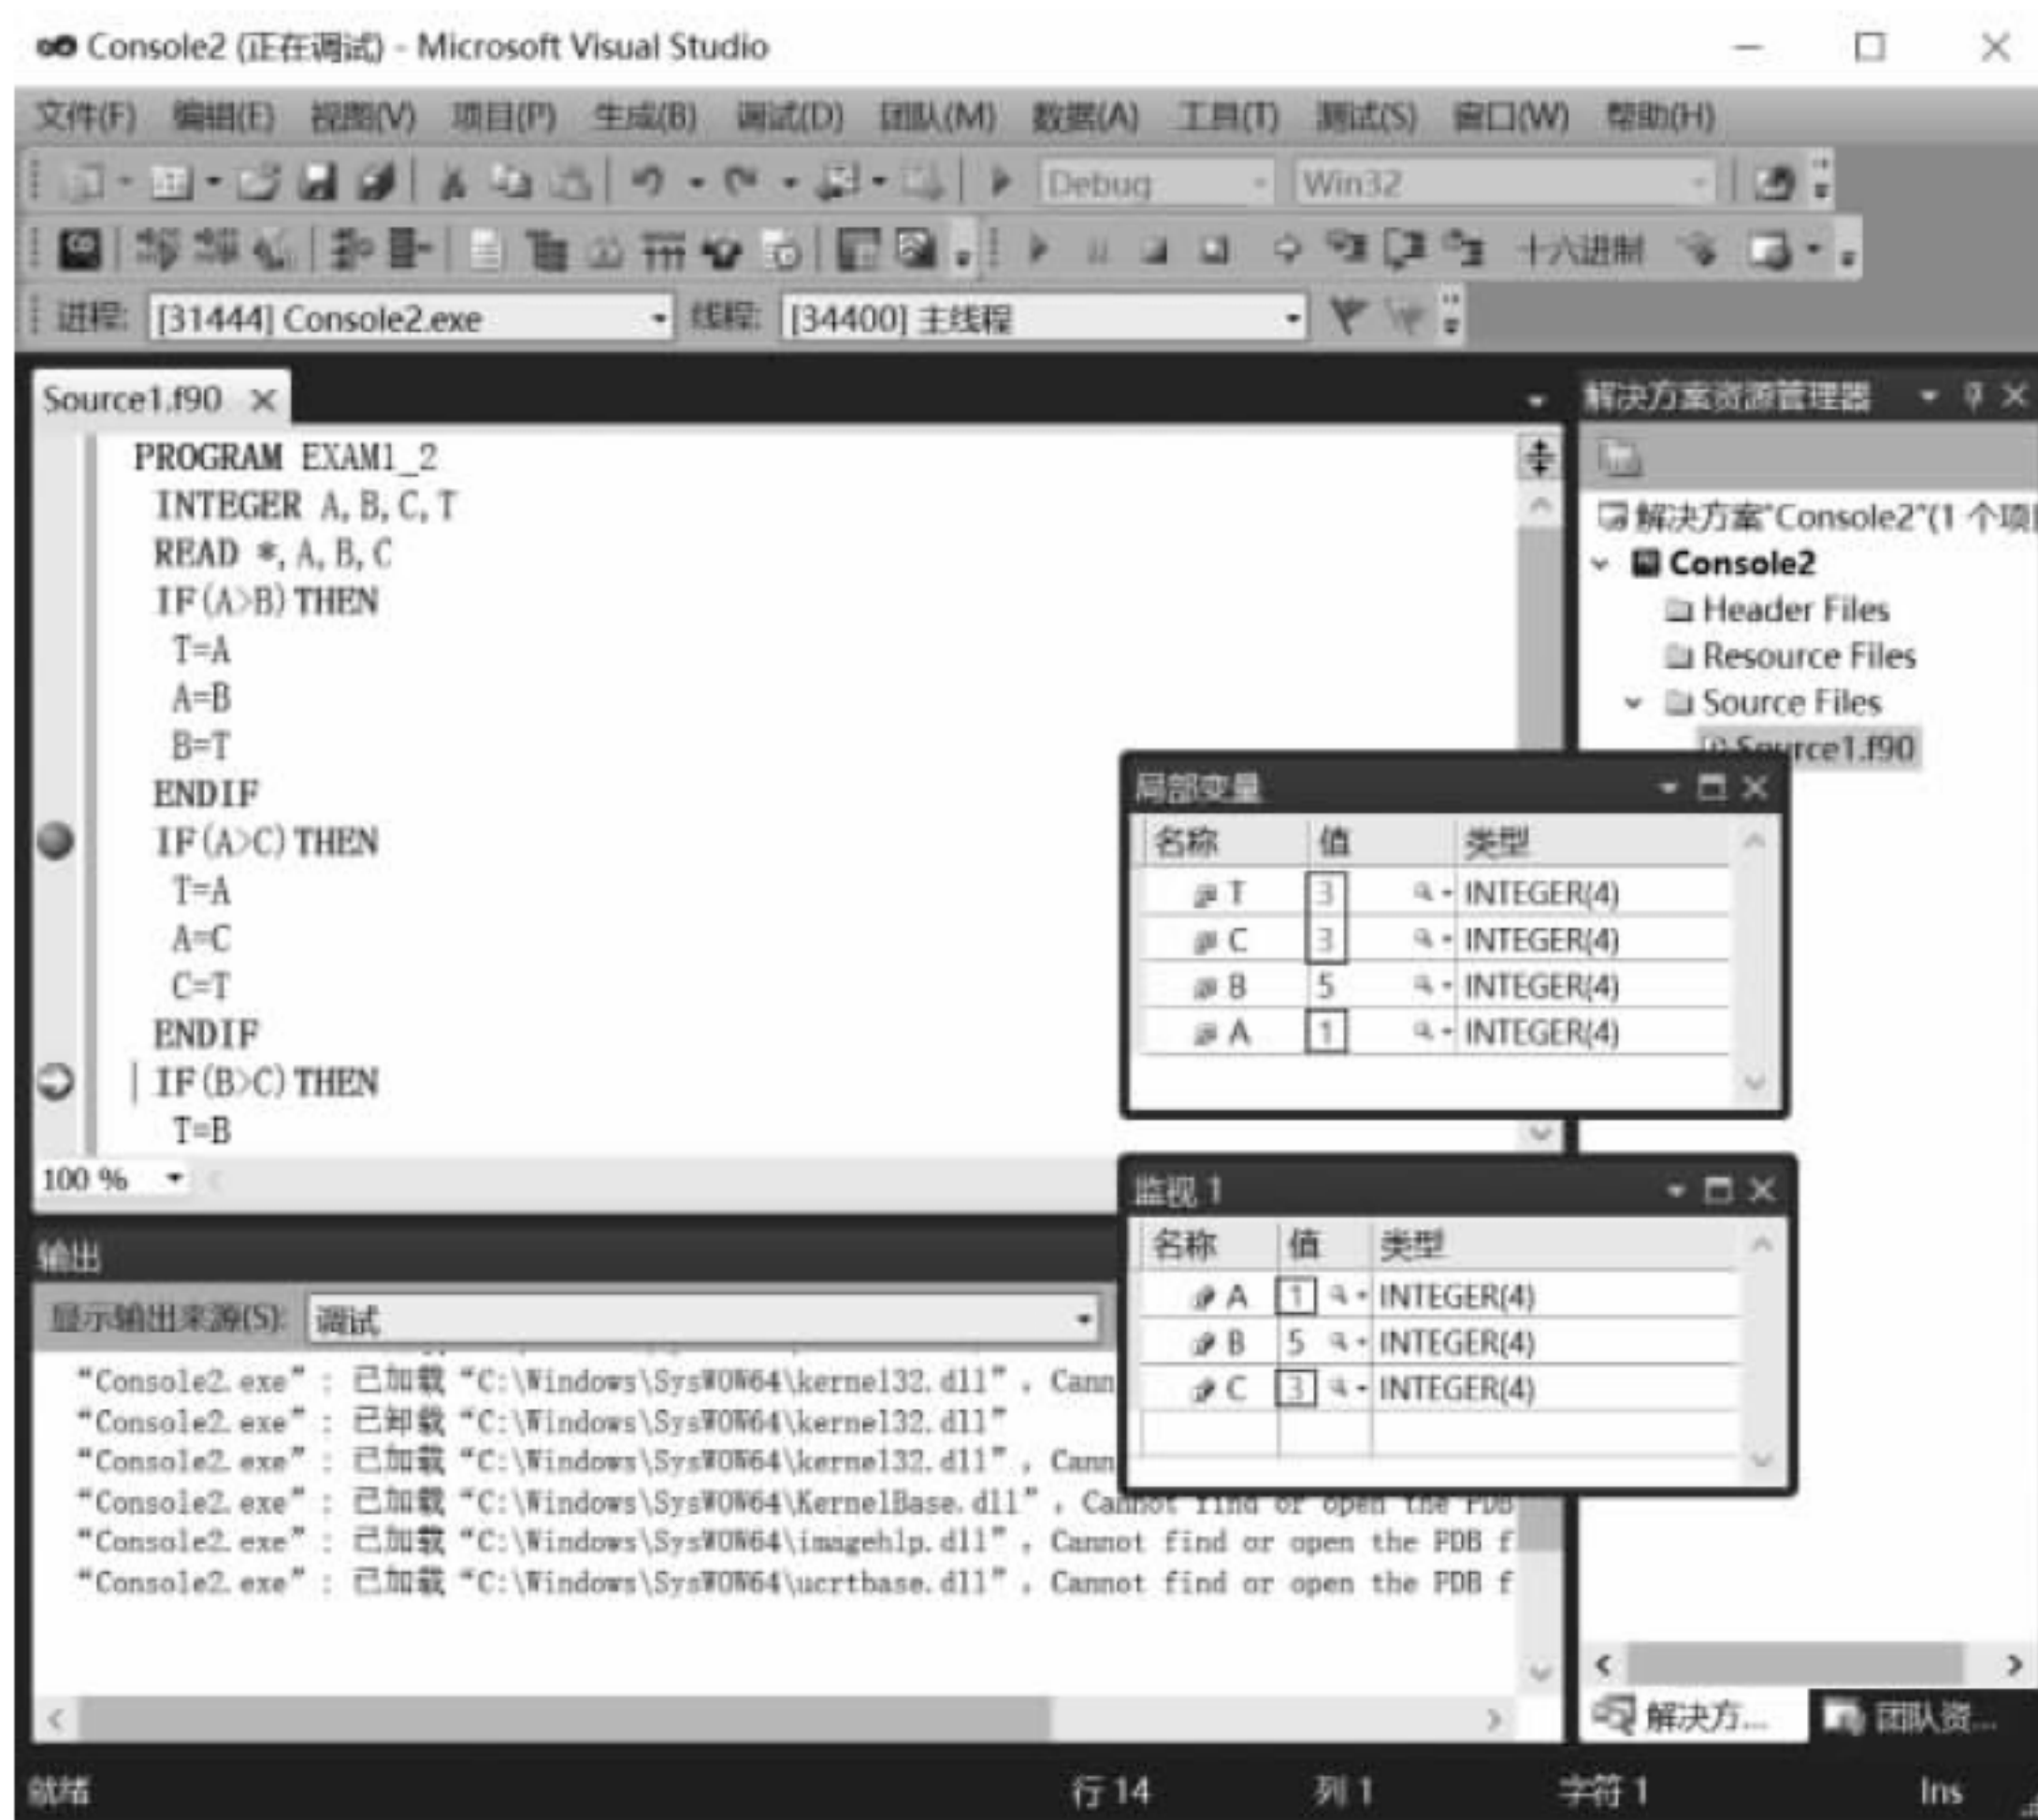 Console2 (正在调试) - Microsoft Visual Studio
文件(F) 编辑(E) 视图(V) 项目(P) 生成(B) 调试(D) 团队(M) 数据(A) 工具(T) 测试(S) 窗口(W) 帮助(H)
Debug Win32
十六进制
进程: [31444] Console2.exe 线程: [34400] 主线程
Source1.f90
PROGRAM EXAM1_2
INTEGER A,B,C,T
READ *,A,B,C
IF(A>B)THEN
T=A
A=B
B=T
ENDIF
IF(A>C)THEN
T=A
A=C
C=T
ENDIF
IF(B>C)THEN
T=B
100 %
解决方案资源管理器
解决方案"Console2"(1 个项
Console2
Header Files
Resource Files
Source Files
Source1.f90
局部变量
名称 值 类型
T 3 INTEGER(4)
C 3 INTEGER(4)
B 5 INTEGER(4)
A 1 INTEGER(4)
监视 1
名称 值 类型
A 1 INTEGER(4)
B 5 INTEGER(4)
C 3 INTEGER(4)
输出
显示输出来源(S): 调试
“Console2.exe”: 已加载“C:\Windows\SysWOW64\kernel32.dll”, Cann
“Console2.exe”: 已卸载“C:\Windows\SysWOW64\kernel32.dll”
“Console2.exe”: 已加载“C:\Windows\SysWOW64\kernel32.dll”, Cann
“Console2.exe”: 已加载“C:\Windows\SysWOW64\KernelBase.dll”, Cannot find or open the PDB
“Console2.exe”: 已加载“C:\Windows\SysWOW64\imagehlp.dll”, Cannot find or open the PDB f
“Console2.exe”: 已加载“C:\Windows\SysWOW64\ucrtbase.dll”, Cannot find or open the PDB f
解决方... 团队资...
就绪 行 14 列 1 字符 1 Ins